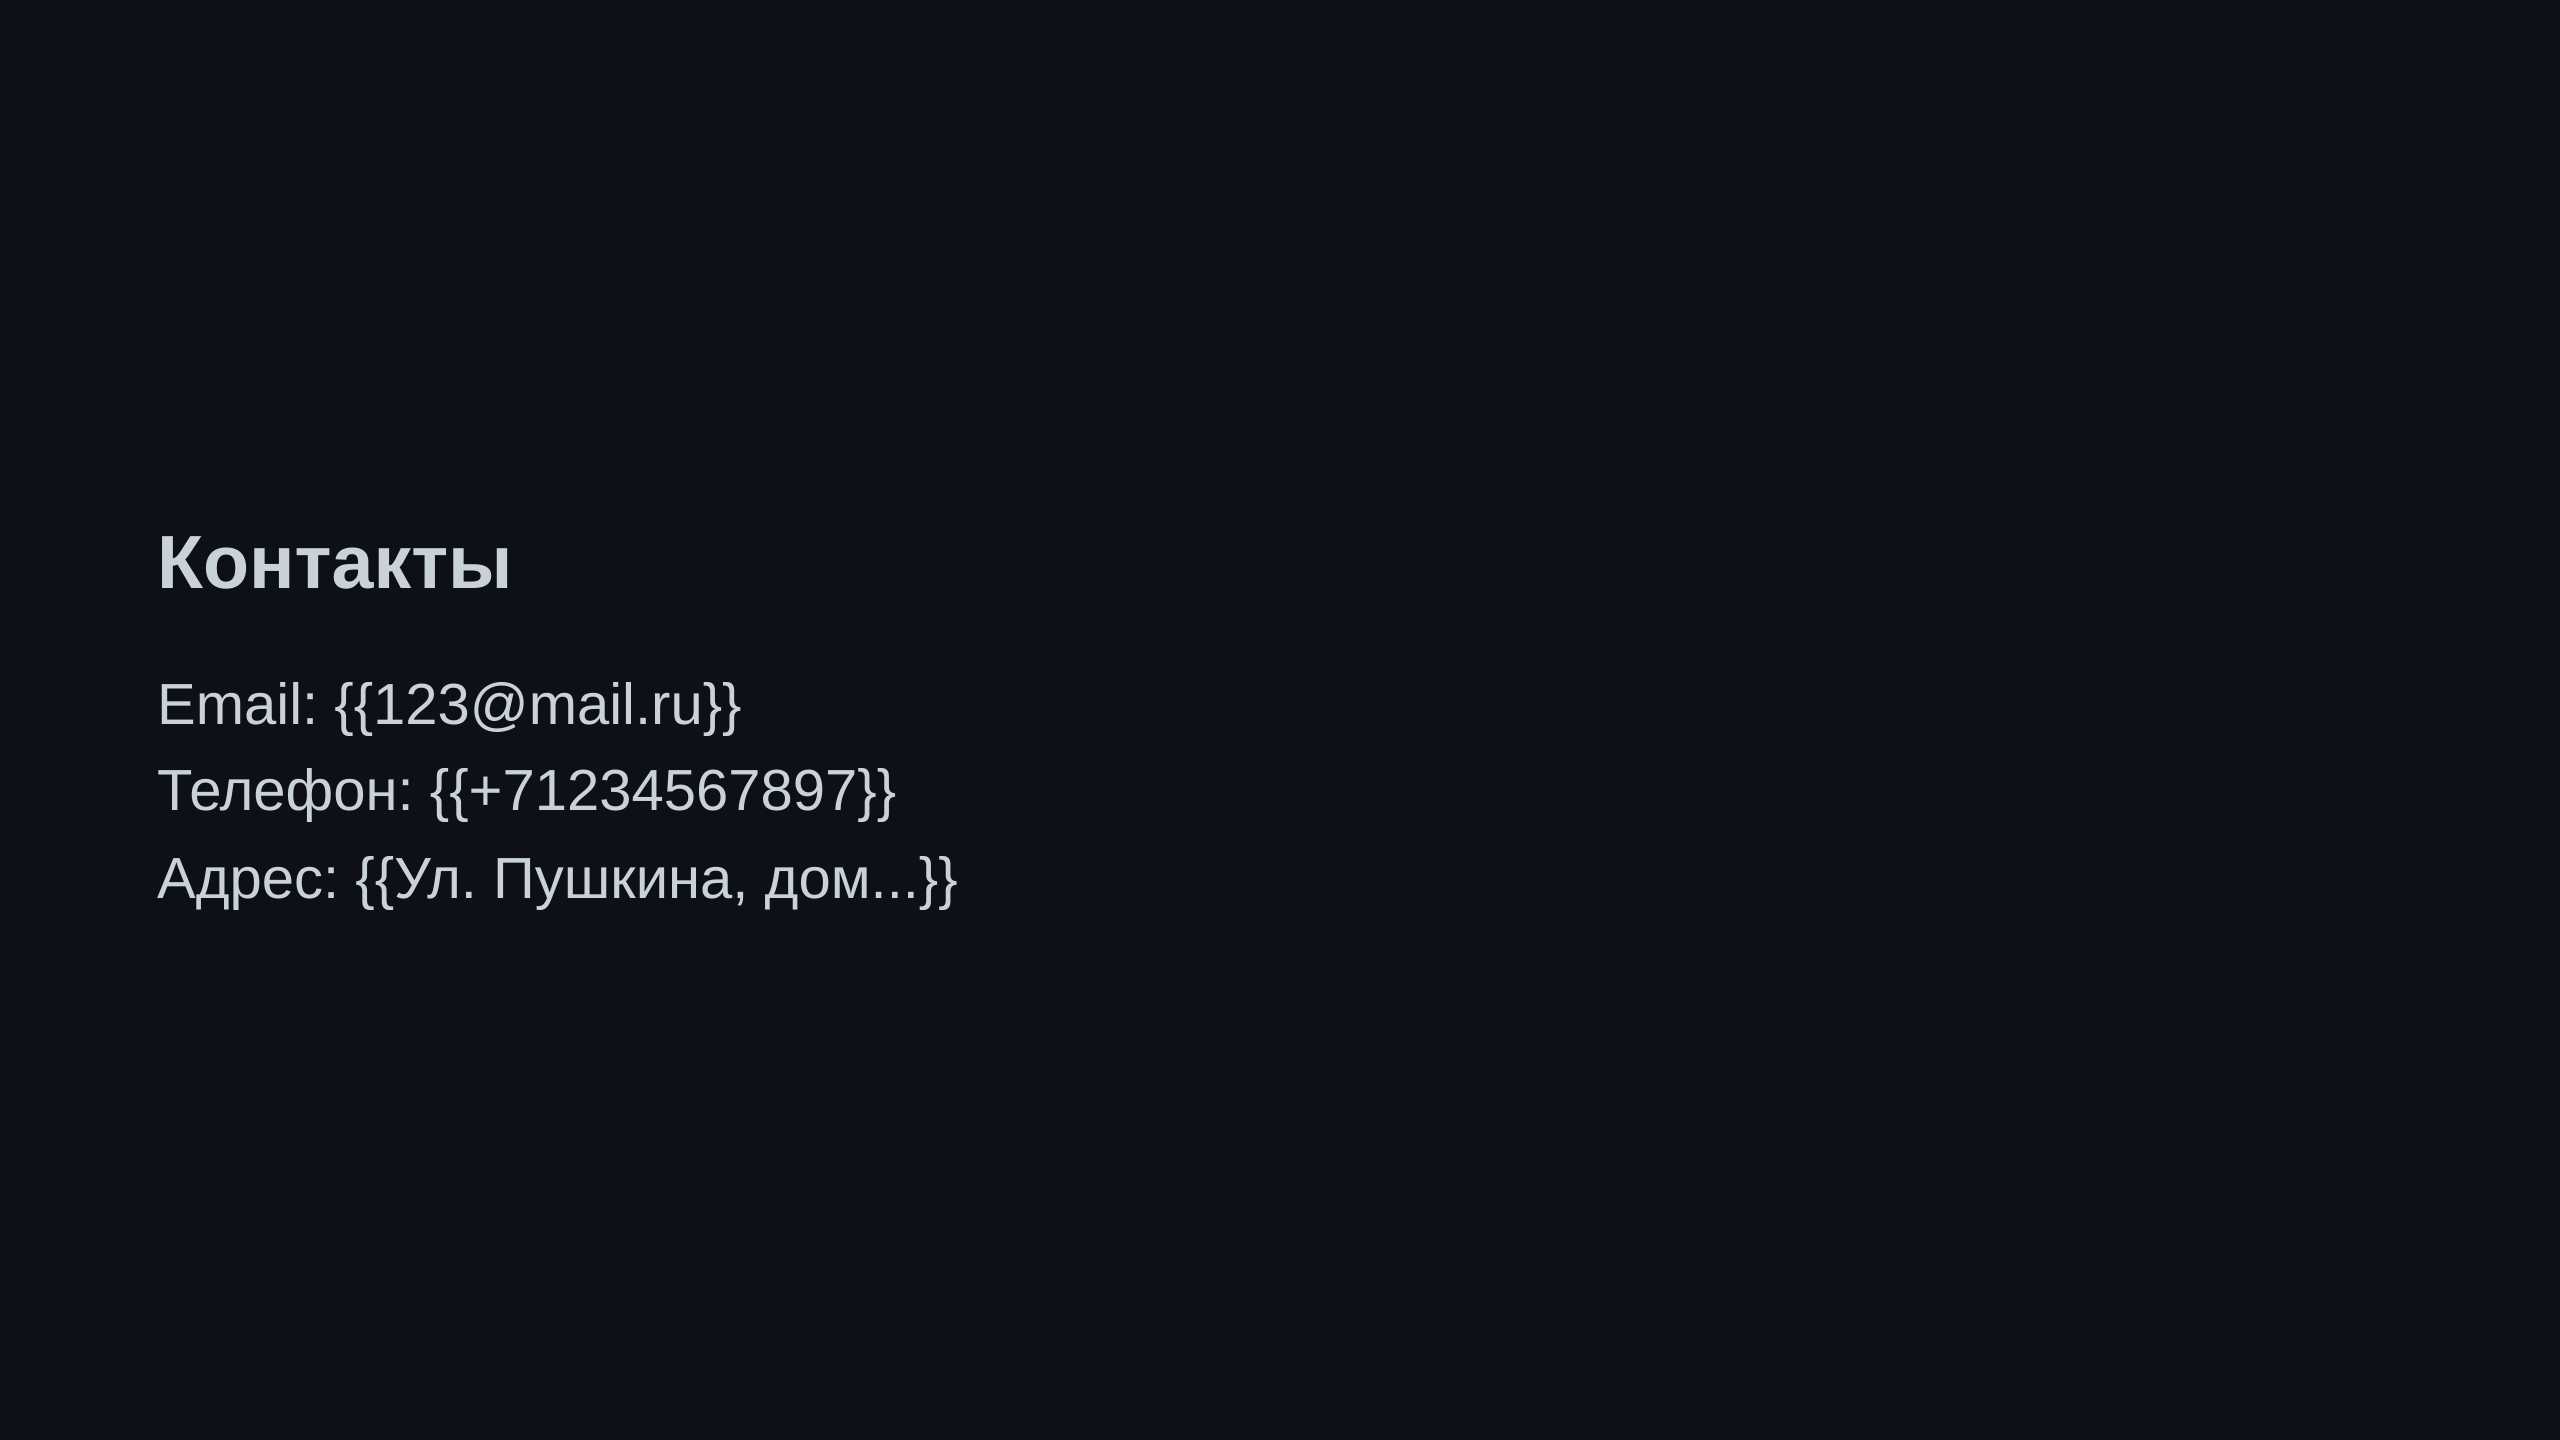 Контакты
Email: {{123@mail.ru}}
Телефон: {{+71234567897}}
Адрес: {{Ул. Пушкина, дом...}}